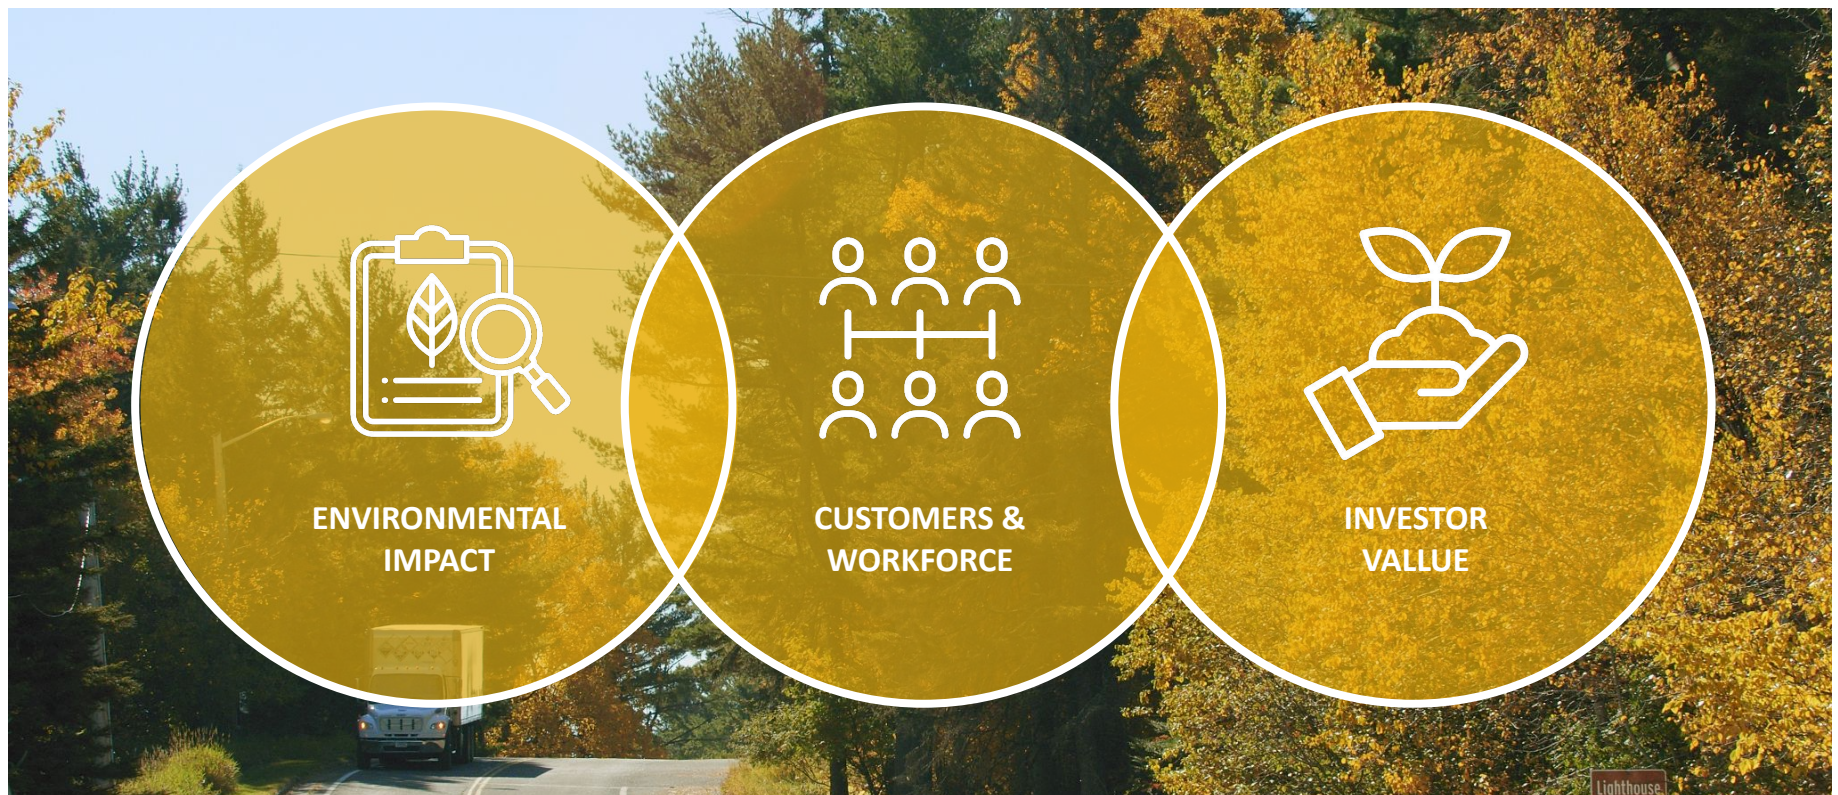 ENVIRONMENTAL
IMPACT
CUSTOMERS &
WORKFORCE
INVESTOR
VALLUE
Lighthouse